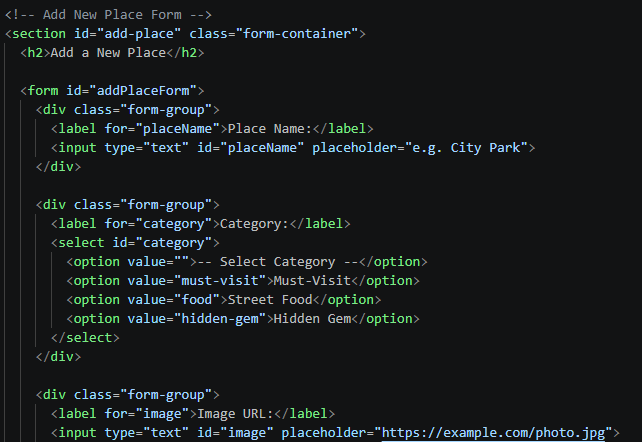 <!-- Add New Place Form -->
<section id="add-place" class="form-container">
<h2>Add a New Place</h2>
<form id="addPlaceForm">
<div class="form-group">
<label for="placeName">Place Name:</label>
<input type="text" id="placeName" placeholder="e.g. City Park">
</div>
<div class="form-group">
<label for="category">Category:</label>
<select id="category">
<option value="">-- Select Category --</option>
<option value="must-visit">Must-Visit</option>
<option value="food">Street Food</option>
<option value="hidden-gem">Hidden Gem</option>
</select>
</div>
<div class="form-group">
<label for="image">Image URL:</label>
<input type="text" id="image" placeholder="https://example.com/photo.jpg">